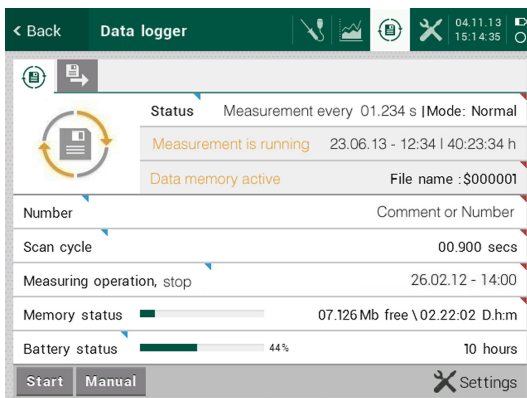 < Back Data logger 04.11.13
15:14:35
Status Measurement every 01.234 s |Mode: Normal
Measurement is running 23.06.13 - 12:34 | 40:23:34 h
Data memory active File name :$000001
Number Comment or Number
Scan cycle 00.900 secs
Measuring operation, stop 26.02.12 - 14:00
Memory status 07.126 Mb free \ 02.22:02 D.h:m
Battery status 44% 10 hours
Start Manual Settings